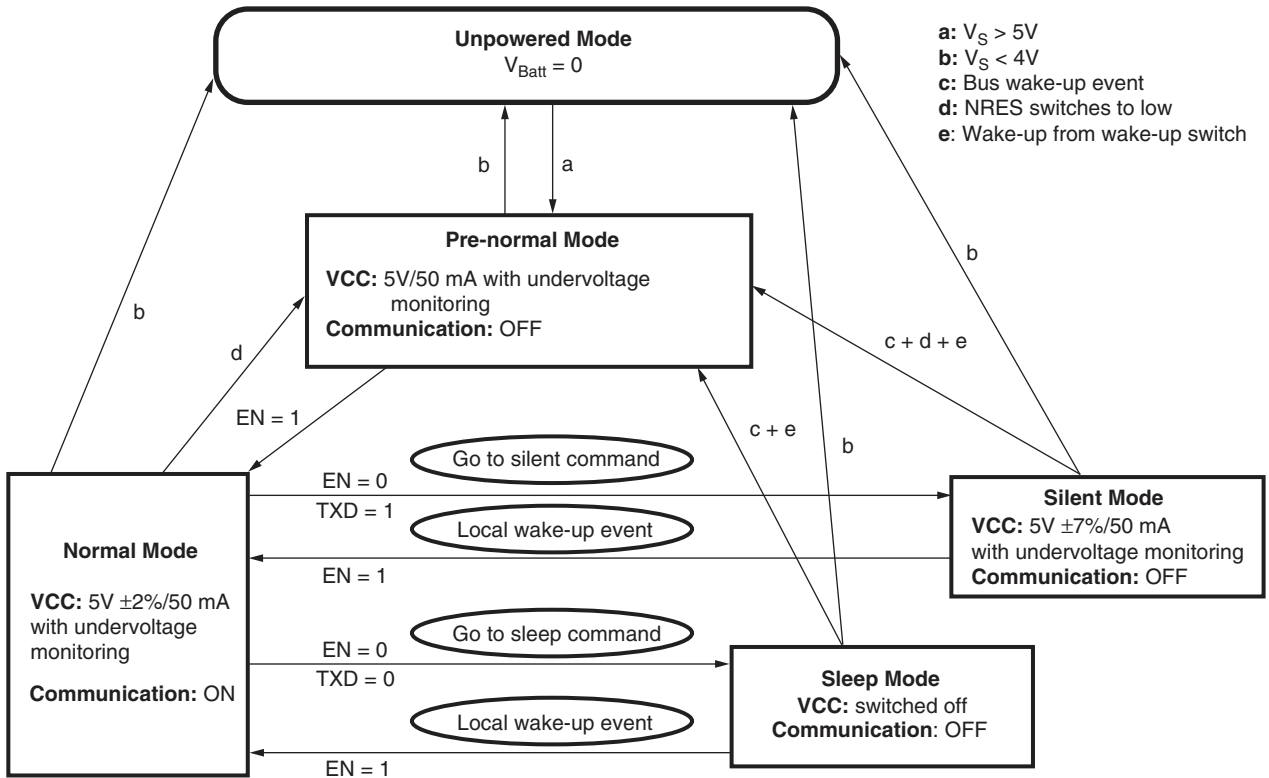 Unpowered Mode
V_Batt = 0
a: V_S > 5V
b: V_S < 4V
c: Bus wake-up event
d: NRES switches to low
e: Wake-up from wake-up switch
b
a
b
b
Pre-normal Mode
VCC: 5V/50 mA with undervoltage
monitoring
Communication: OFF
d
c + d + e
EN = 1
c + e
b
Go to silent command
EN = 0
TXD = 1
Local wake-up event
EN = 1
Silent Mode
VCC: 5V ±7%/50 mA
with undervoltage monitoring
Communication: OFF
Normal Mode
VCC: 5V ±2%/50 mA
with undervoltage
monitoring
Communication: ON
Go to sleep command
EN = 0
TXD = 0
Local wake-up event
EN = 1
Sleep Mode
VCC: switched off
Communication: OFF